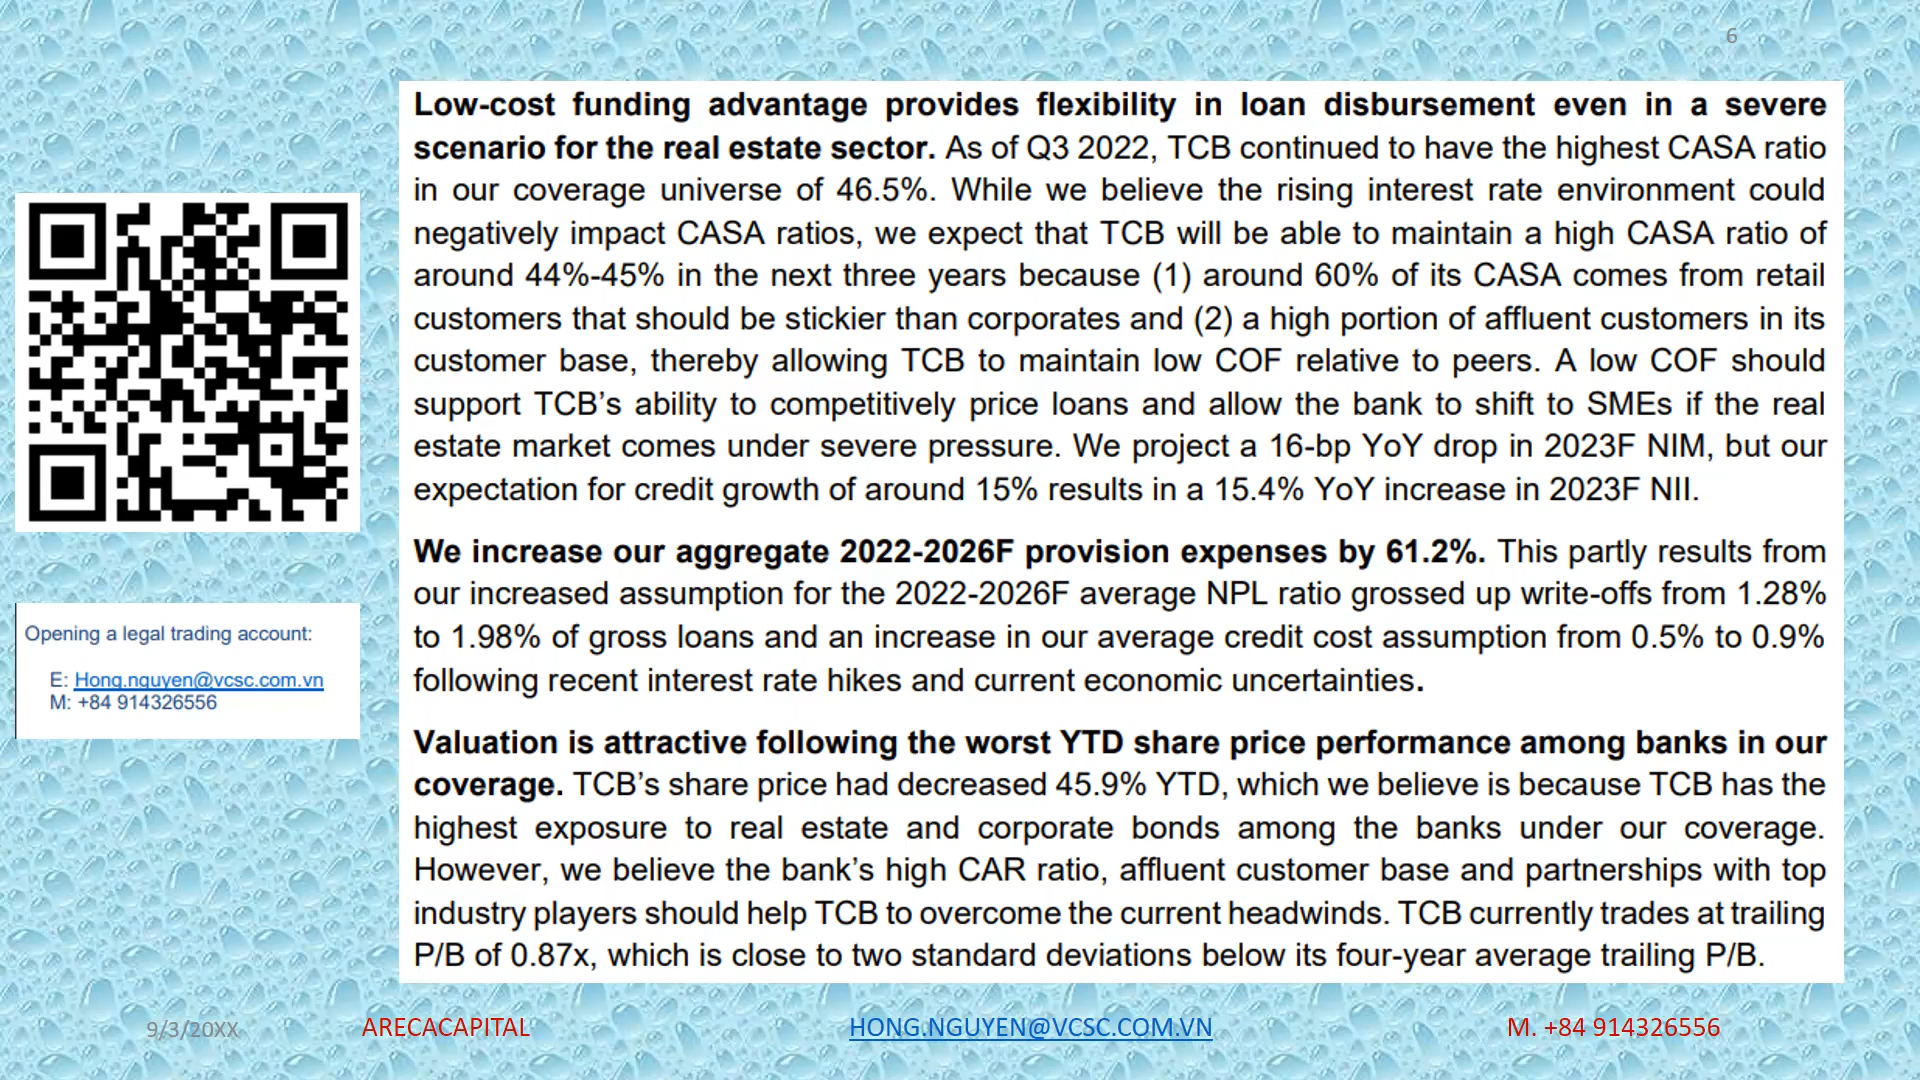 6
Low-cost funding advantage provides flexibility in loan disbursement even in a severe
scenario for the real estate sector. As of Q3 2022, TCB continued to have the highest CASA ratio
in our coverage universe of 46.5%. While we believe the rising interest rate environment could
negatively impact CASA ratios, we expect that TCB will be able to maintain a high CASA ratio of
around 44%-45% in the next three years because (1) around 60% of its CASA comes from retail
customers that should be stickier than corporates and (2) a high portion of affluent customers in its
customer base, thereby allowing TCB to maintain low COF relative to peers. A low COF should
support TCB’s ability to competitively price loans and allow the bank to shift to SMEs if the real
estate market comes under severe pressure. We project a 16-bp YoY drop in 2023F NIM, but our
expectation for credit growth of around 15% results in a 15.4% YoY increase in 2023F NII.
We increase our aggregate 2022-2026F provision expenses by 61.2%. This partly results from
our increased assumption for the 2022-2026F average NPL ratio grossed up write-offs from 1.28%
to 1.98% of gross loans and an increase in our average credit cost assumption from 0.5% to 0.9%
following recent interest rate hikes and current economic uncertainties.
Valuation is attractive following the worst YTD share price performance among banks in our
coverage. TCB’s share price had decreased 45.9% YTD, which we believe is because TCB has the
highest exposure to real estate and corporate bonds among the banks under our coverage.
However, we believe the bank’s high CAR ratio, affluent customer base and partnerships with top
industry players should help TCB to overcome the current headwinds. TCB currently trades at trailing
P/B of 0.87x, which is close to two standard deviations below its four-year average trailing P/B.
Opening a legal trading account:
E: Hong.nguyen@vcsc.com.vn
M: +84 914326556
9/3/20XX
ARECACAPITAL
HONG.NGUYEN@VCSC.COM.VN
M. +84 914326556